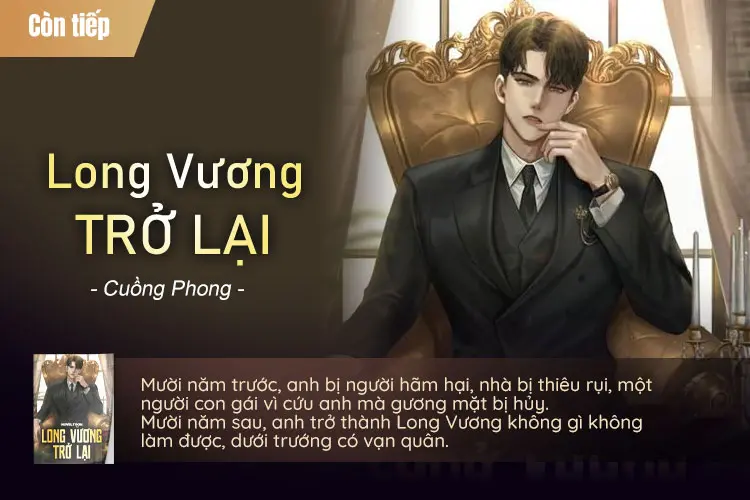 Còn tiếp
Long Vương
TRỞ LẠI
- Cuồng Phong -
Mười năm trước, anh bị người hãm hại, nhà bị thiêu rụi, một
người con gái vì cứu anh mà gương mặt bị hủy.
Mười năm sau, anh trở thành Long Vương không gì không
làm được, dưới trướng có vạn quân.
LONG VƯƠNG
TRỞ LẠI